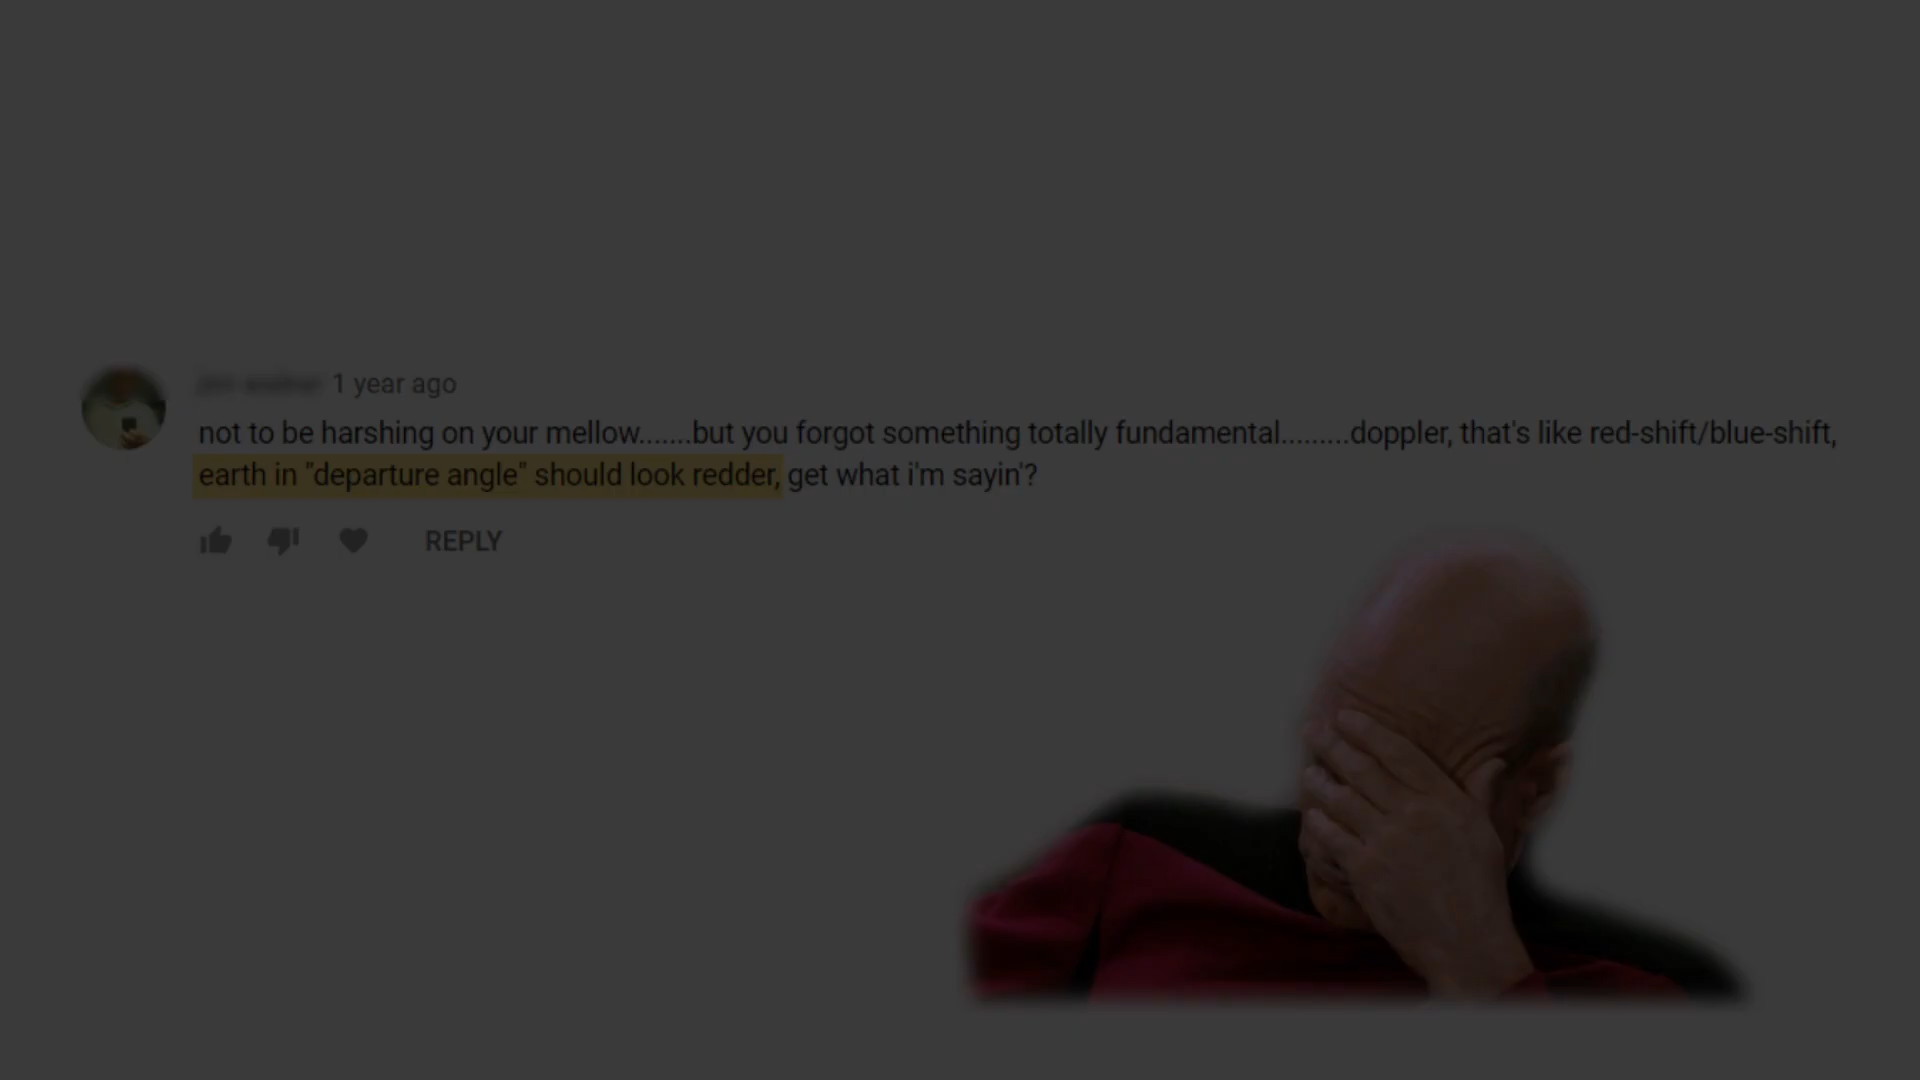 1 year ago
not to be harshing on your mellow.......but you forgot something totally fundamental.........doppler, that's like red-shift/blue-shift,
earth in "departure angle" should look redder, get what i'm sayin'?
REPLY